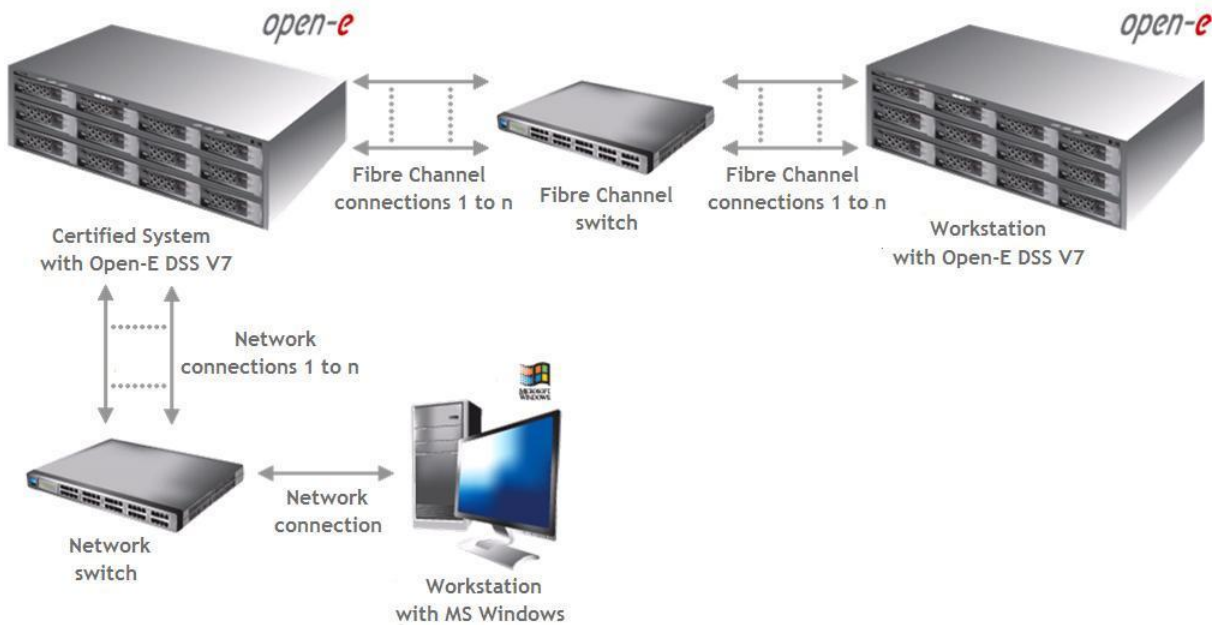 open-e
open-e
Fibre Channel
connections 1 to n
Fibre Channel
switch
Fibre Channel
connections 1 to n
Certified System
with Open-E DSS V7
Workstation
with Open-E DSS V7
Network
connections 1 to n
MICROSOFT
WINDOWS
Network
connection
Network
switch
Workstation
with MS Windows